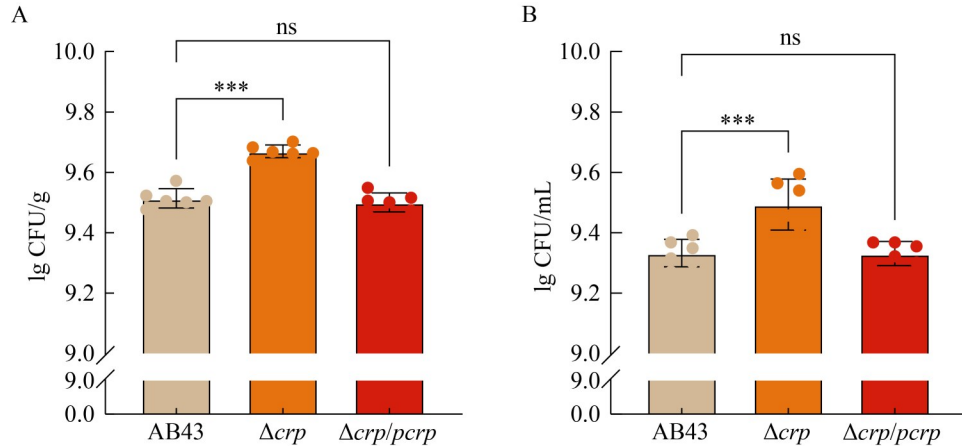 A
lg CFU/g
10.0
9.8
9.6
9.4
9.2
9.0
9.0
0.0
ns
***
AB43
Δcrp
Δcrp/pcrp
B
lg CFU/mL
10.0
9.8
9.6
9.4
9.2
9.0
9.0
0.0
ns
***
AB43
Δcrp
Δcrp/pcrp